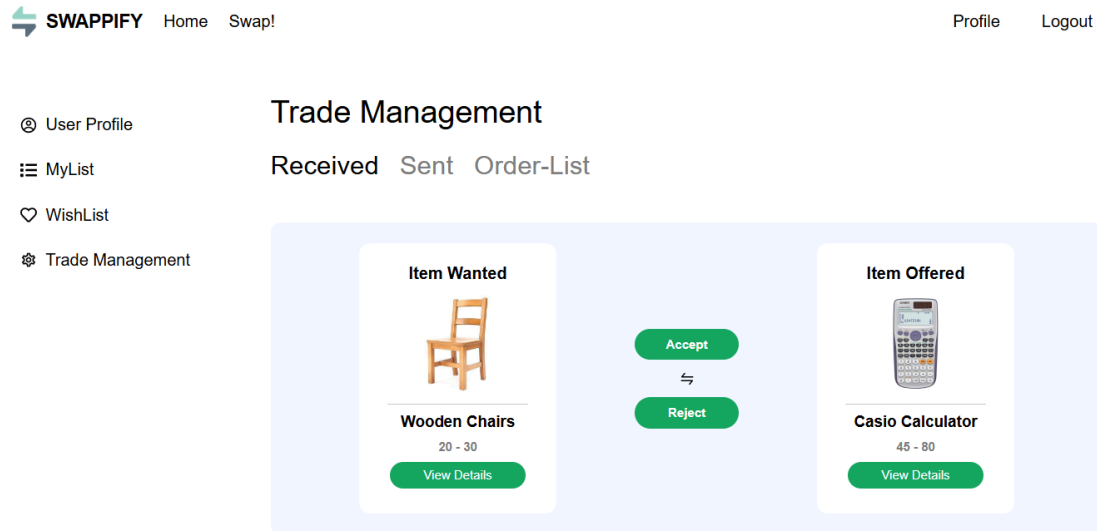 SWAPPIFY Home Swap! Profile Logout
User Profile
MyList
WishList
Trade Management
Trade Management
Received Sent Order-List
Item Wanted
Wooden Chairs
20 - 30
View Details
Accept
Reject
Item Offered
Casio Calculator
45 - 80
View Details